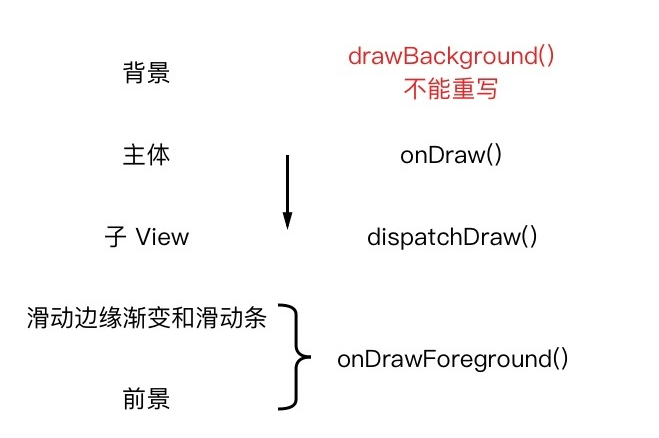 背景
drawBackground()
不能重写
主体
onDraw()
子 View
dispatchDraw()
滑动边缘渐变和滑动条
onDrawForeground()
前景